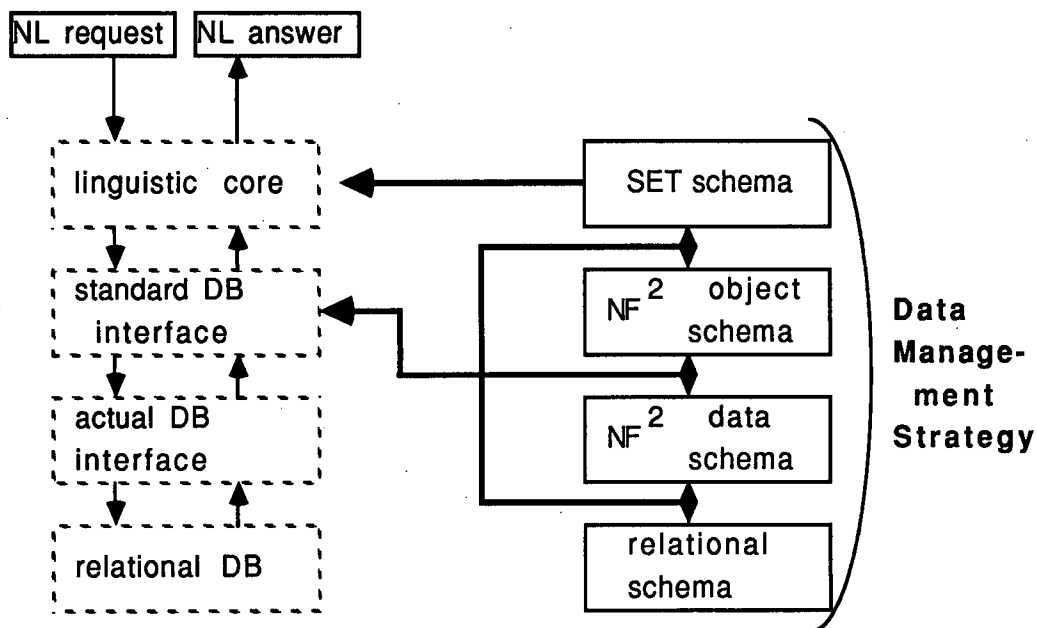 NL request
NL answer
linguistic core
standard DB
interface
actual DB
interface
relational DB
SET schema
NF² object
schema
NF² data
schema
relational
schema
Data
Manage-
ment
Strategy